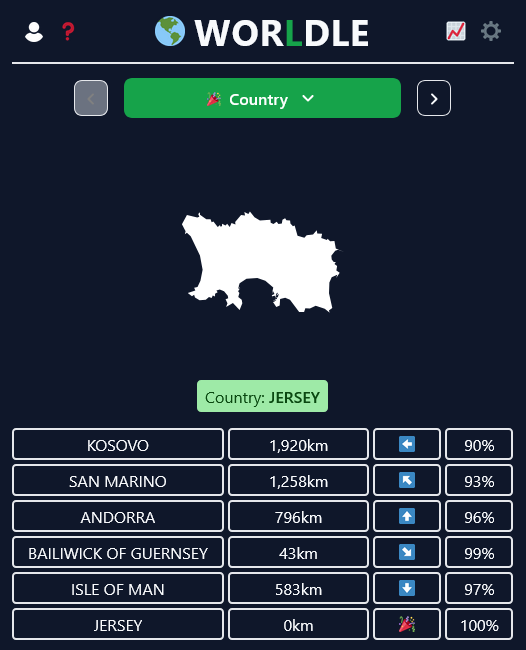 WORLDLE
Country
Country: JERSEY
KOSOVO 1,920km 90%
SAN MARINO 1,258km 93%
ANDORRA 796km 96%
BAILIWICK OF GUERNSEY 43km 99%
ISLE OF MAN 583km 97%
JERSEY 0km 100%